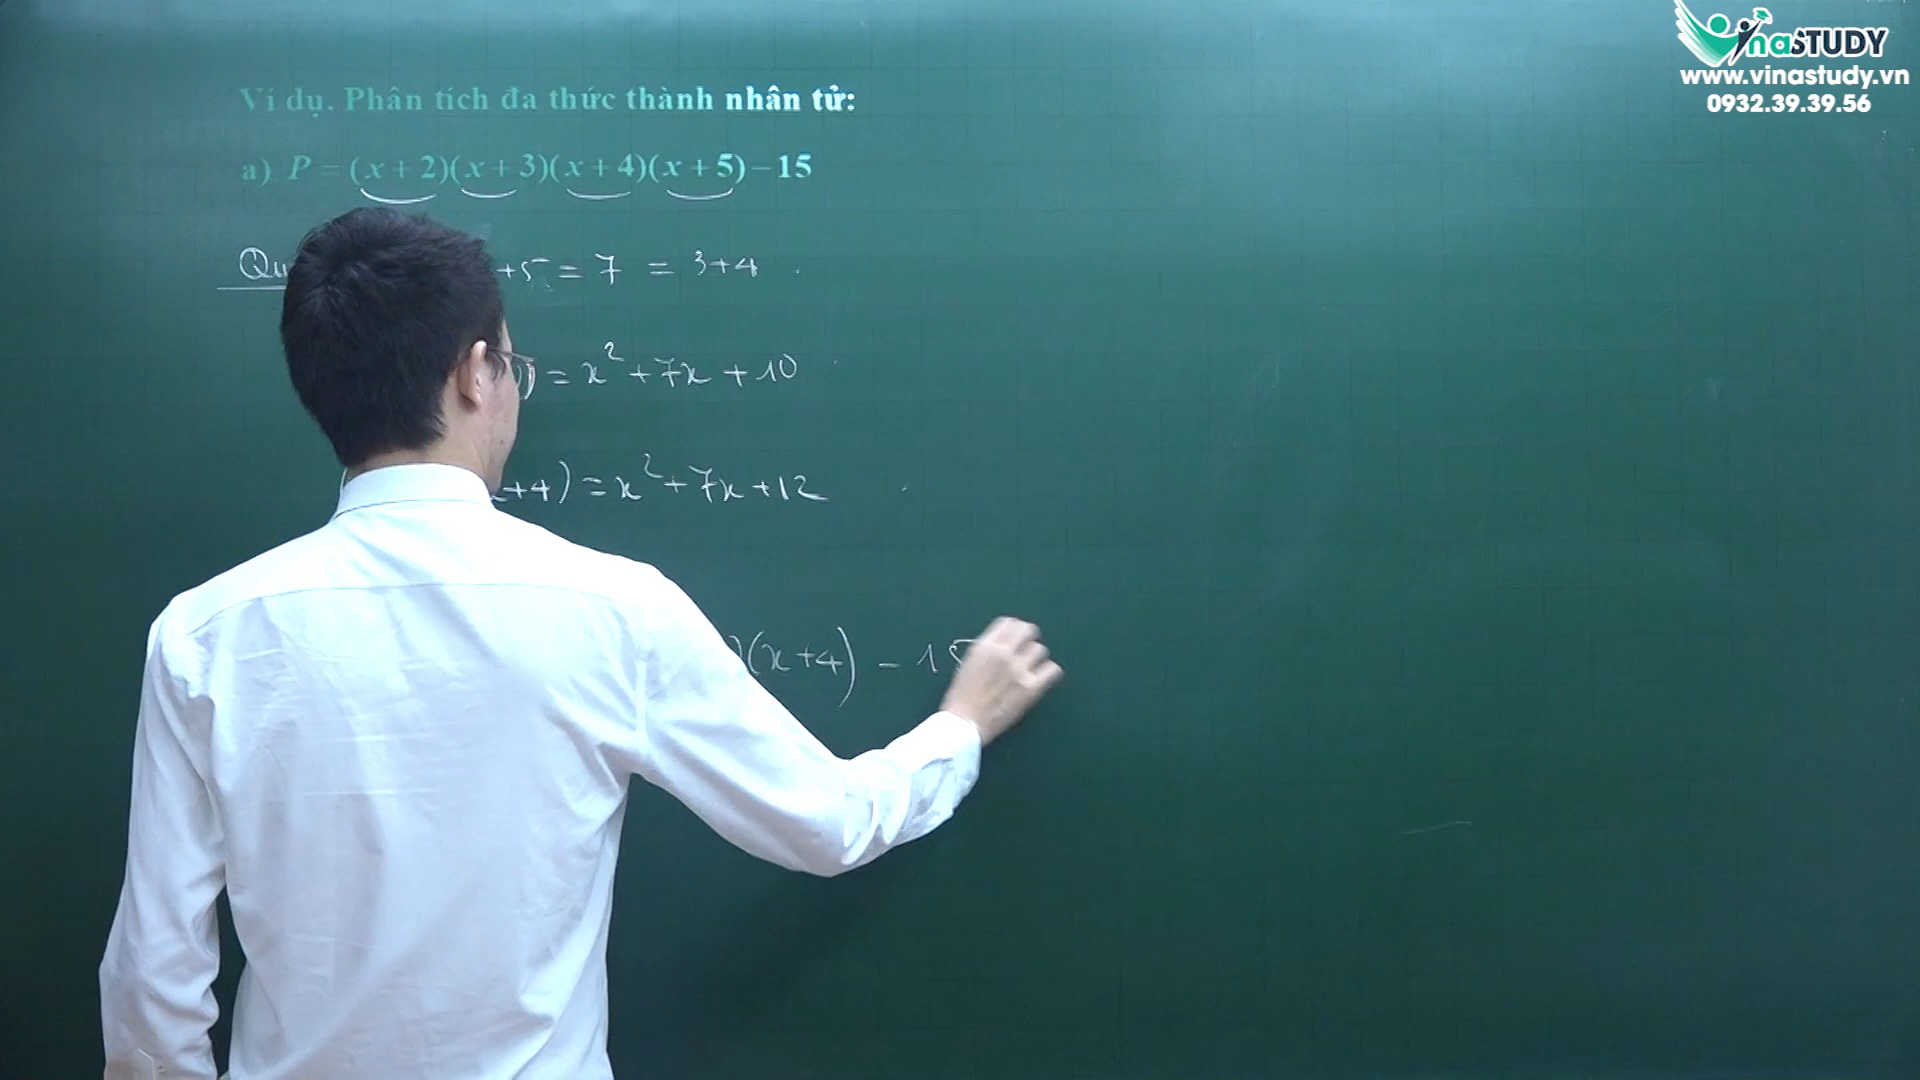 VinaSTUDY
www.vinastudy.vn
0932.39.39.56
Ví dụ. Phân tích đa thức thành nhân tử:
a) P = (x + 2)(x + 3)(x + 4)(x + 5) – 15
+5 = 7 = 3+4
) = x² + 7x + 10
x+4) = x² + 7x + 12
)(x+4) - 15